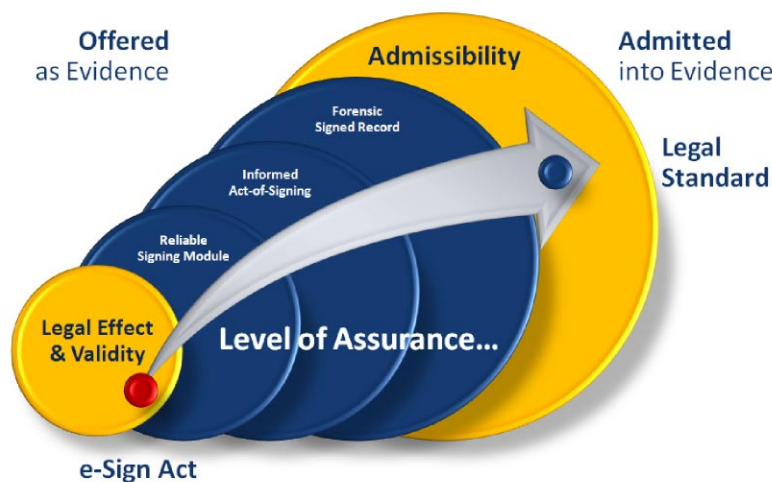 Offered
as Evidence
Admissibility
Admitted
into Evidence
Forensic
Signed Record
Legal
Standard
Informed
Act-of-Signing
Reliable
Signing Module
Legal Effect
& Validity
Level of Assurance...
e-Sign Act